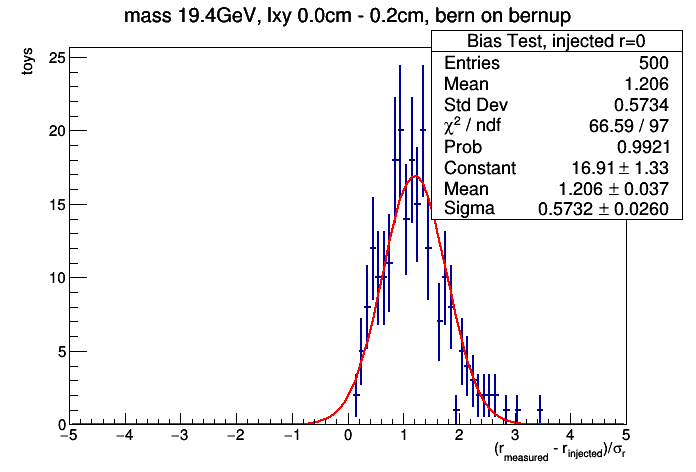 mass 19.4GeV, lxy 0.0cm - 0.2cm, bern on bernup
Bias Test, injected r=0
Entries 500
Mean 1.206
Std Dev 0.5734
χ² / ndf 66.59 / 97
Prob 0.9921
Constant 16.91 ± 1.33
Mean 1.206 ± 0.037
Sigma 0.5732 ± 0.0260
toys
25
20
15
10
5
0
−5 −4 −3 −2 −1 0 1 2 3 4 5
(r_measured - r_injected)/σ_r